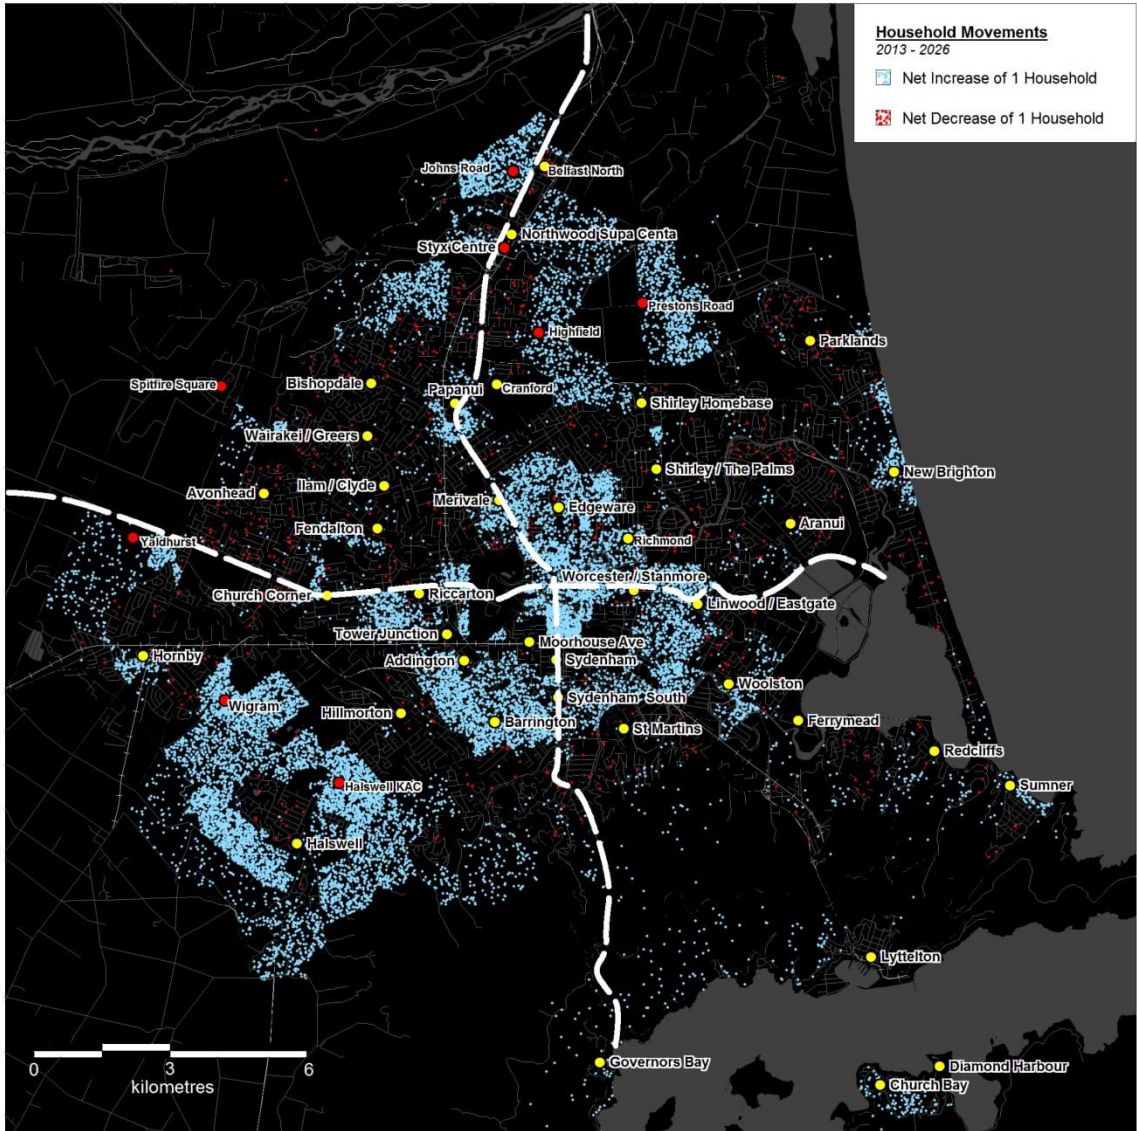 Household Movements
2013 - 2026
Net Increase of 1 Household
Net Decrease of 1 Household
Johns Road
Belfast North
Northwood Supa Centa
Styx Centre
Prestons Road
Highfield
Parklands
Spitfire Square
Bishopdale
Papanui
Cranford
Shirley Homebase
Wairakei / Greers
Shirley / The Palms
New Brighton
Avonhead
Ilam / Clyde
Merivale
Edgeware
Fendalton
Aranui
Yaldhurst
Richmond
Worcester / Stanmore
Church Corner
Riccarton
Linwood / Eastgate
Tower Junction
Moorhouse Ave
Hornby
Addington
Sydenham
Woolston
Wigram
Sydenham South
Hillmorton
Barrington
St Martins
Ferrymead
Redcliffs
Halswell KAC
Sumner
Halswell
Lyttelton
0 3 6
kilometres
Governors Bay
Diamond Harbour
Church Bay